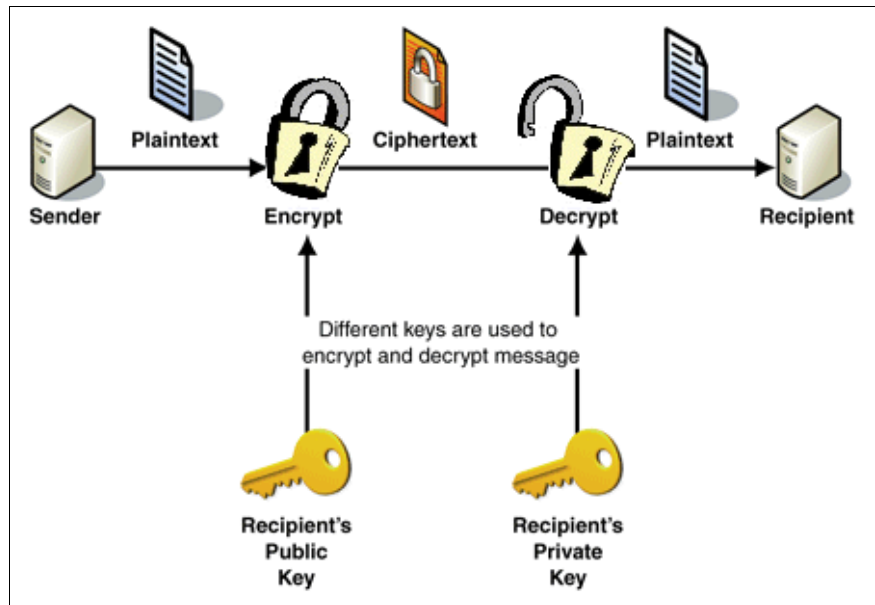 Plaintext
Ciphertext
Plaintext
Sender
Encrypt
Decrypt
Recipient
Different keys are used to
encrypt and decrypt message
Recipient's
Public
Key
Recipient's
Private
Key